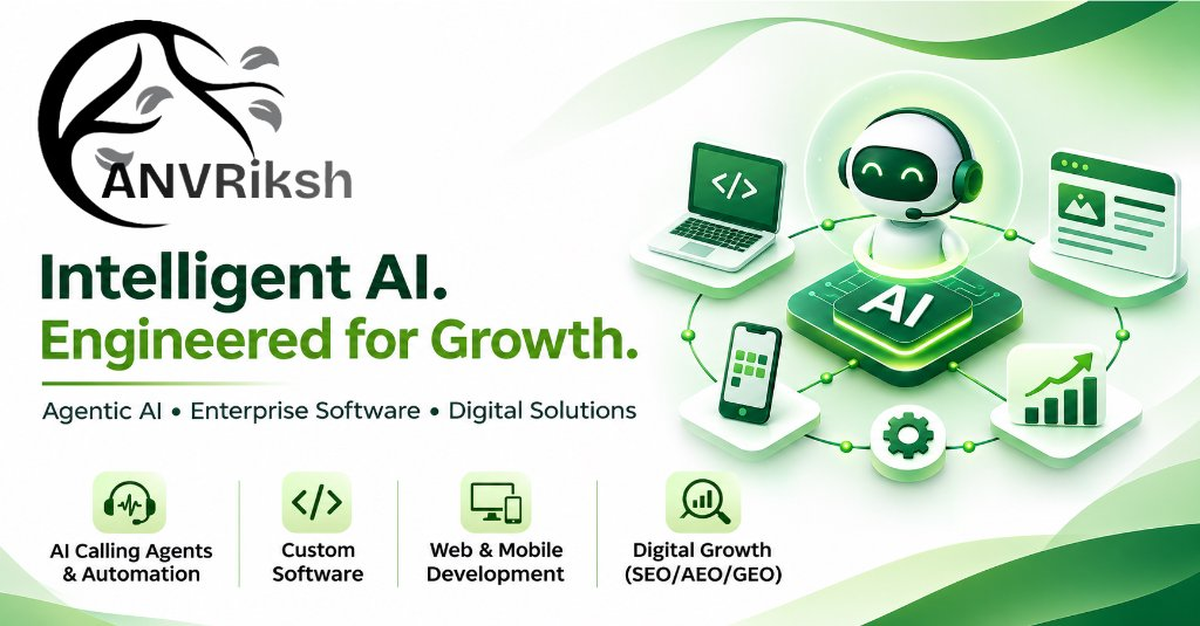 ANVRiksh
Intelligent AI.
Engineered for Growth.
Agentic AI • Enterprise Software • Digital Solutions
</>
AI
AI Calling Agents
& Automation
</>
Custom
Software
Web & Mobile
Development
Digital Growth
(SEO/AEO/GEO)